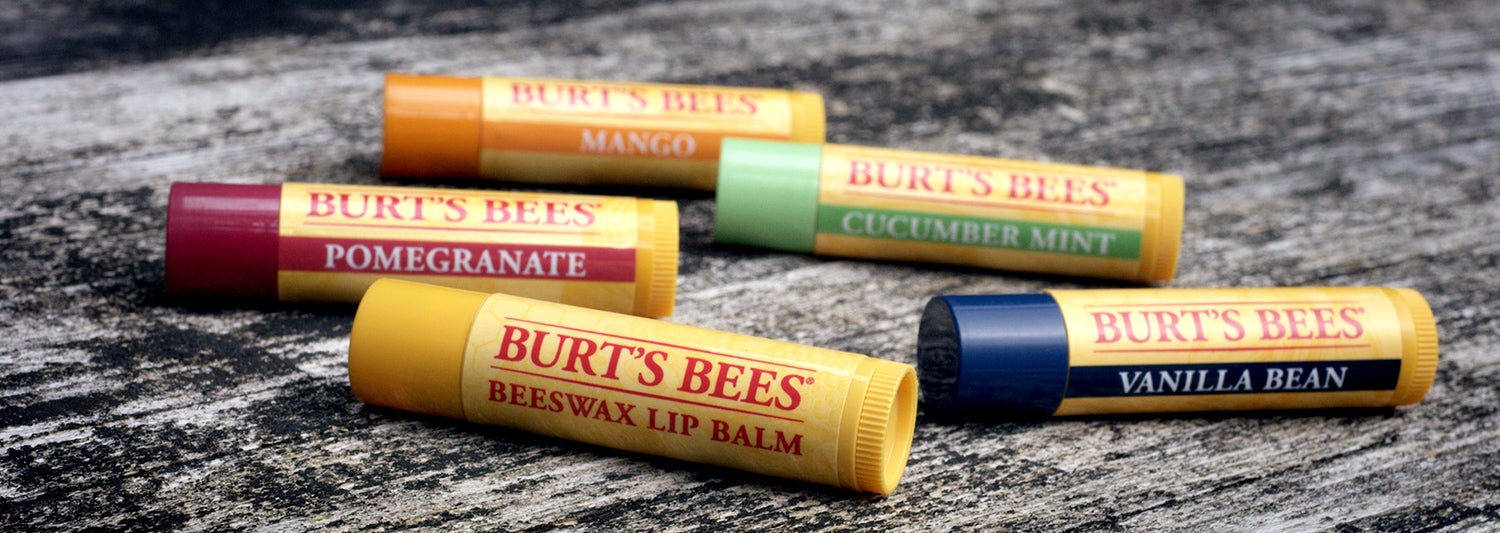 BURT'S BEES
MANGO
BURT'S BEES®
CUCUMBER MINT
BURT'S BEES®
POMEGRANATE
BURT'S BEES®
BEESWAX LIP BALM
BURT'S BEES®
VANILLA BEAN